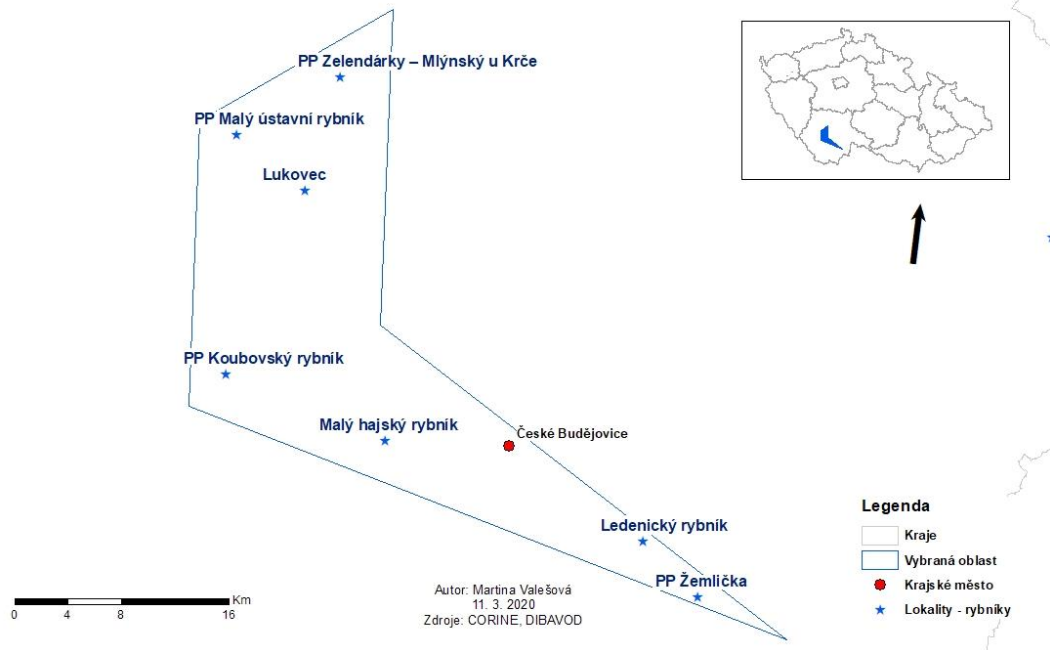 PP Zelendárky – Mlýnský u Krče
PP Malý ústavní rybník
Lukovec
PP Koubovský rybník
Malý hajský rybník
České Budějovice
Ledenický rybník
PP Žemlička
Legenda
Kraje
Vybraná oblast
Krajské město
Lokality - rybníky
Autor: Martina Valešová
11. 3. 2020
Zdroje: CORINE, DIBAVOD
Km
0 4 8 16